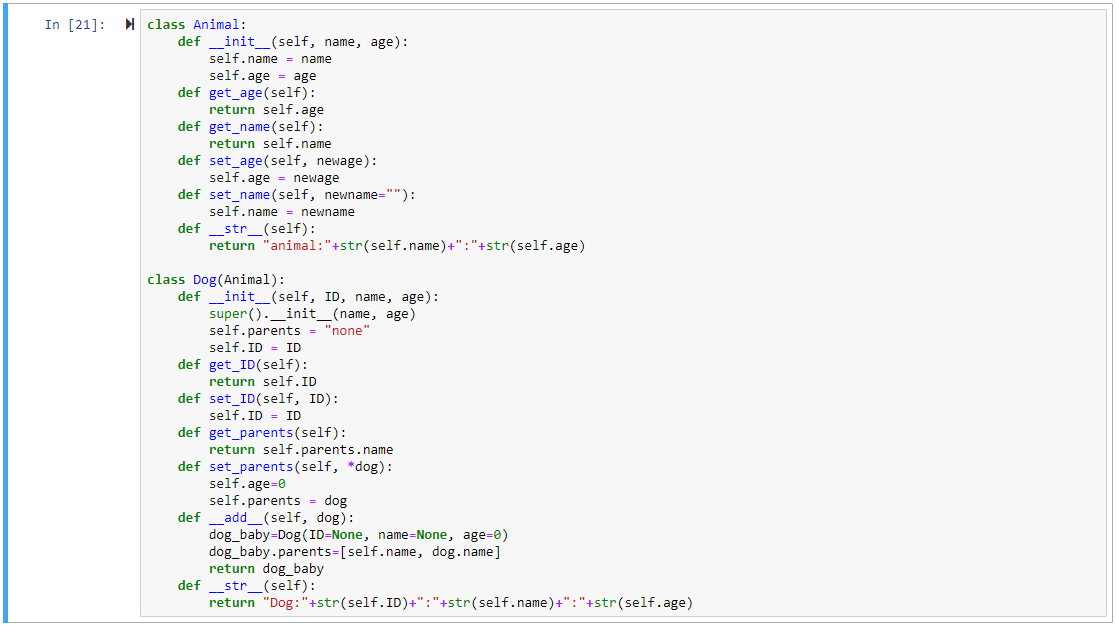 In [21]:
class Animal:
    def __init__(self, name, age):
        self.name = name
        self.age = age
    def get_age(self):
        return self.age
    def get_name(self):
        return self.name
    def set_age(self, newage):
        self.age = newage
    def set_name(self, newname=""):
        self.name = newname
    def __str__(self):
        return "animal:"+str(self.name)+":"+str(self.age)

class Dog(Animal):
    def __init__(self, ID, name, age):
        super().__init__(name, age)
        self.parents = "none"
        self.ID = ID
    def get_ID(self):
        return self.ID
    def set_ID(self, ID):
        self.ID = ID
    def get_parents(self):
        return self.parents.name
    def set_parents(self, *dog):
        self.age=0
        self.parents = dog
    def __add__(self, dog):
        dog_baby=Dog(ID=None, name=None, age=0)
        dog_baby.parents=[self.name, dog.name]
        return dog_baby
    def __str__(self):
        return "Dog:"+str(self.ID)+":"+str(self.name)+":"+str(self.age)